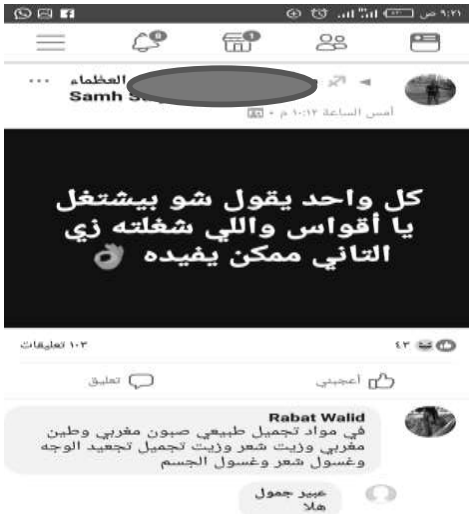 ٩:٢١ ص
العظماء
Samh
أمس الساعة ١٠:١٢ م
كل واحد يقول شو بيشتغل
يا أقواس واللي شغلته زي
التاني ممكن يفيده 👌
٤٣
١٠٣ تعليقات
أعجبني
تعليق
Rabat Walid
في مواد تجميل طبيعي صبون مغربي وطين
مغربي وزيت شعر وزيت تجميل تجعيد الوجه
وغسول شعر وغسول الجسم
عبير جمول
هلا